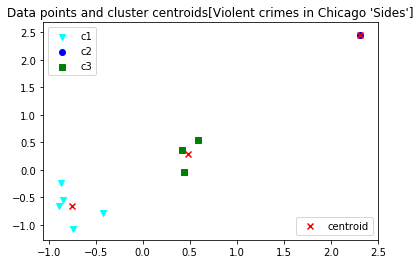 Data points and cluster centroids[Violent crimes in Chicago 'Sides']
c1
c2
c3
2.5
2.0
1.5
1.0
0.5
0.0
-0.5
-1.0
centroid
-1.0 -0.5 0.0 0.5 1.0 1.5 2.0 2.5